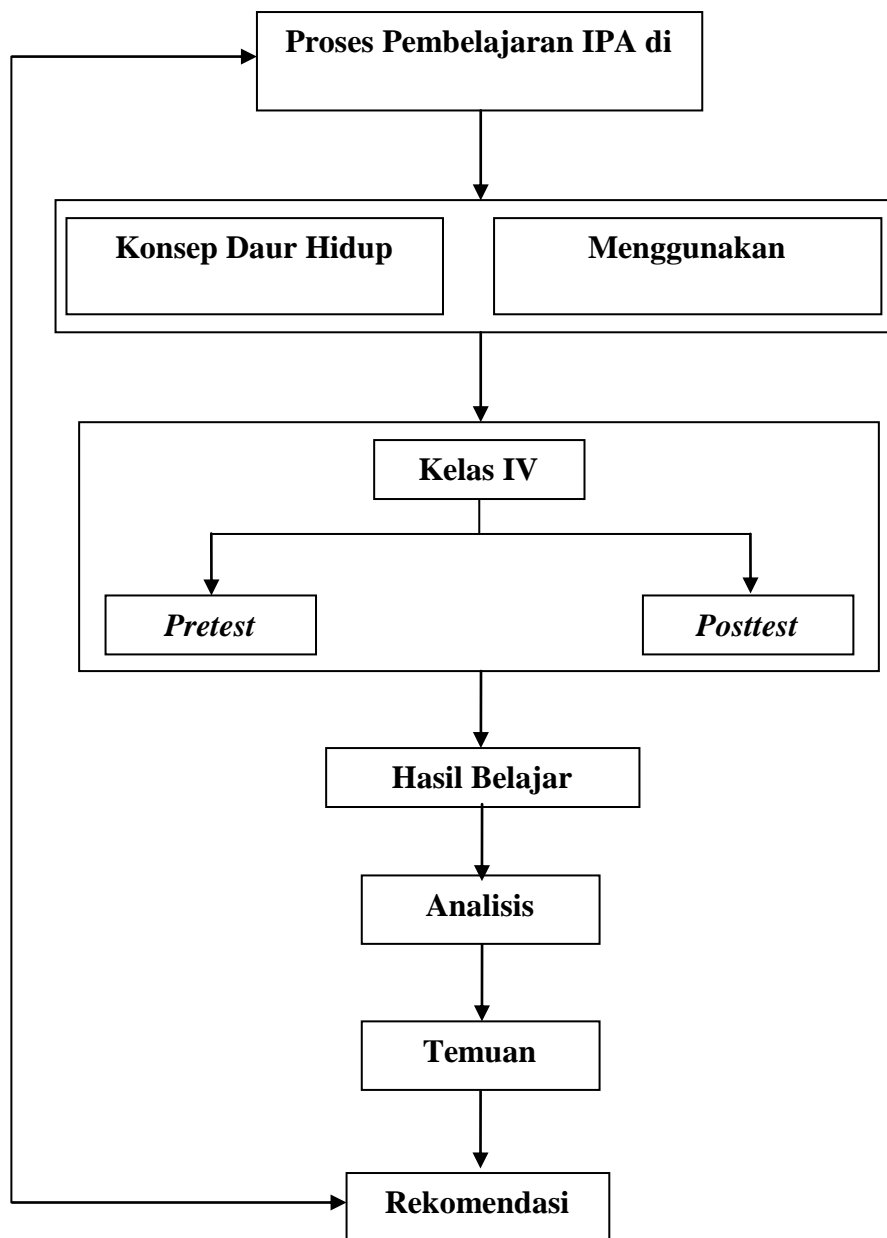 Proses Pembelajaran IPA di
Konsep Daur Hidup
Menggunakan
Kelas IV
Pretest
Posttest
Hasil Belajar
Analisis
Temuan
Rekomendasi